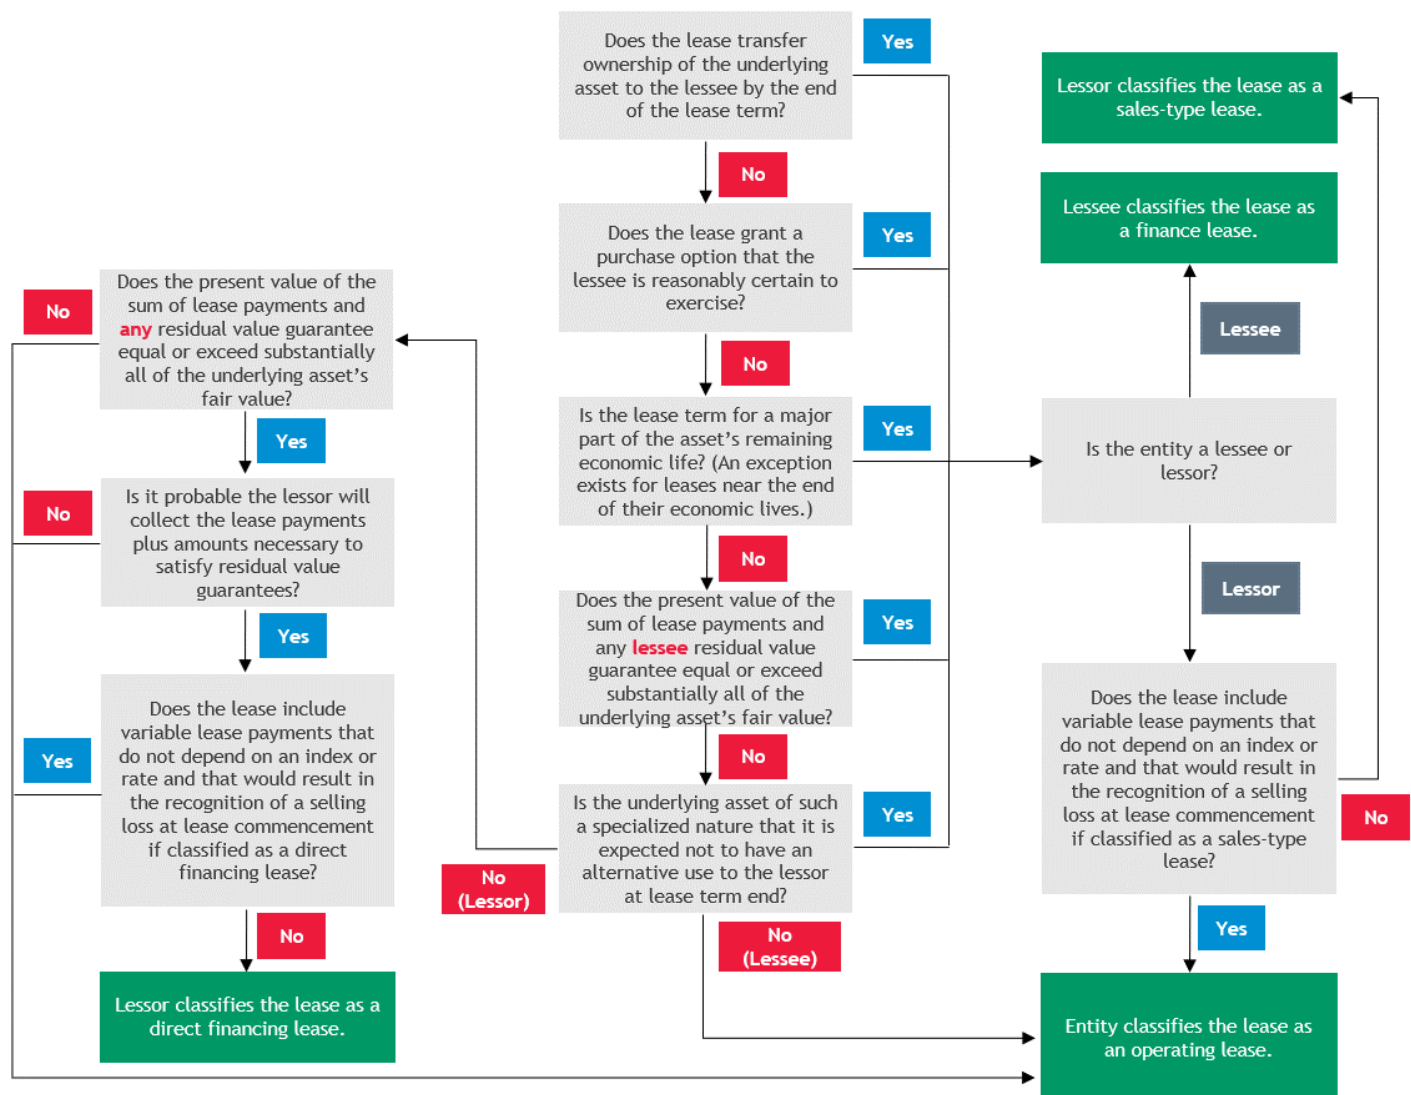 Does the lease transfer
ownership of the underlying
asset to the lessee by the end
of the lease term?
Yes
No
Does the lease grant a
purchase option that the
lessee is reasonably certain to
exercise?
Yes
No
Is the lease term for a major
part of the asset’s remaining
economic life? (An exception
exists for leases near the end
of their economic lives.)
Yes
No
Does the present value of the
sum of lease payments and
any lessee residual value
guarantee equal or exceed
substantially all of the
underlying asset’s fair value?
Yes
No
Is the underlying asset of such
a specialized nature that it is
expected not to have an
alternative use to the lessor
at lease term end?
Yes
No
(Lessor)
No
(Lessee)
Does the present value of the
sum of lease payments and
any residual value guarantee
equal or exceed substantially
all of the underlying asset’s
fair value?
No
Yes
Is it probable the lessor will
collect the lease payments
plus amounts necessary to
satisfy residual value
guarantees?
No
Yes
Does the lease include
variable lease payments that
do not depend on an index or
rate and that would result in
the recognition of a selling
loss at lease commencement
if classified as a direct
financing lease?
Yes
No
Lessor classifies the lease as a
direct financing lease.
Lessor classifies the lease as a
sales-type lease.
Lessee classifies the lease as
a finance lease.
Lessee
Is the entity a lessee or
lessor?
Lessor
Does the lease include
variable lease payments that
do not depend on an index or
rate and that would result in
the recognition of a selling
loss at lease commencement
if classified as a sales-type
lease?
No
Yes
Entity classifies the lease as
an operating lease.